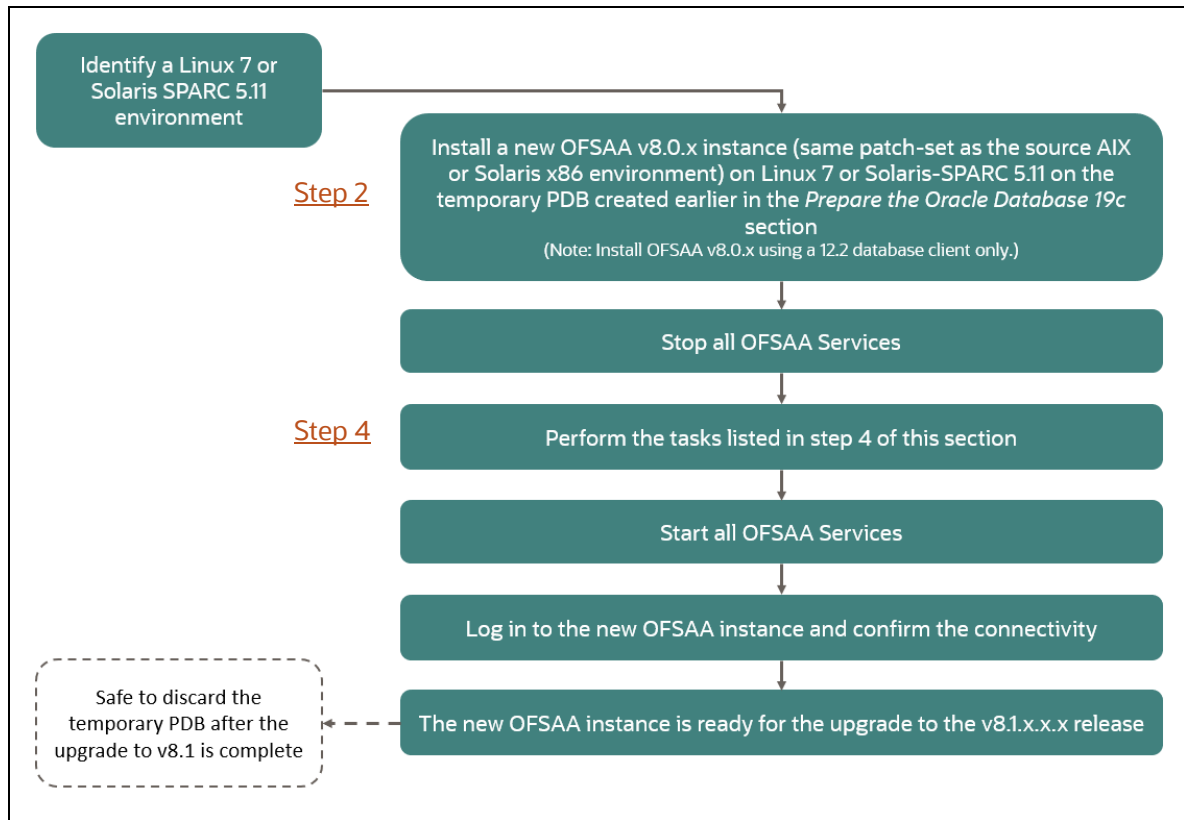 Identify a Linux 7 or
Solaris SPARC 5.11
environment
Install a new OFSAA v8.0.x instance (same patch-set as the source AIX
or Solaris x86 environment) on Linux 7 or Solaris-SPARC 5.11 on the
temporary PDB created earlier in the Prepare the Oracle Database 19c
section
(Note: Install OFSAA v8.0.x using a 12.2 database client only.)
Step 2
Stop all OFSAA Services
Step 4
Perform the tasks listed in step 4 of this section
Start all OFSAA Services
Log in to the new OFSAA instance and confirm the connectivity
The new OFSAA instance is ready for the upgrade to the v8.1.x.x.x release
Safe to discard the
temporary PDB after the
upgrade to v8.1 is complete